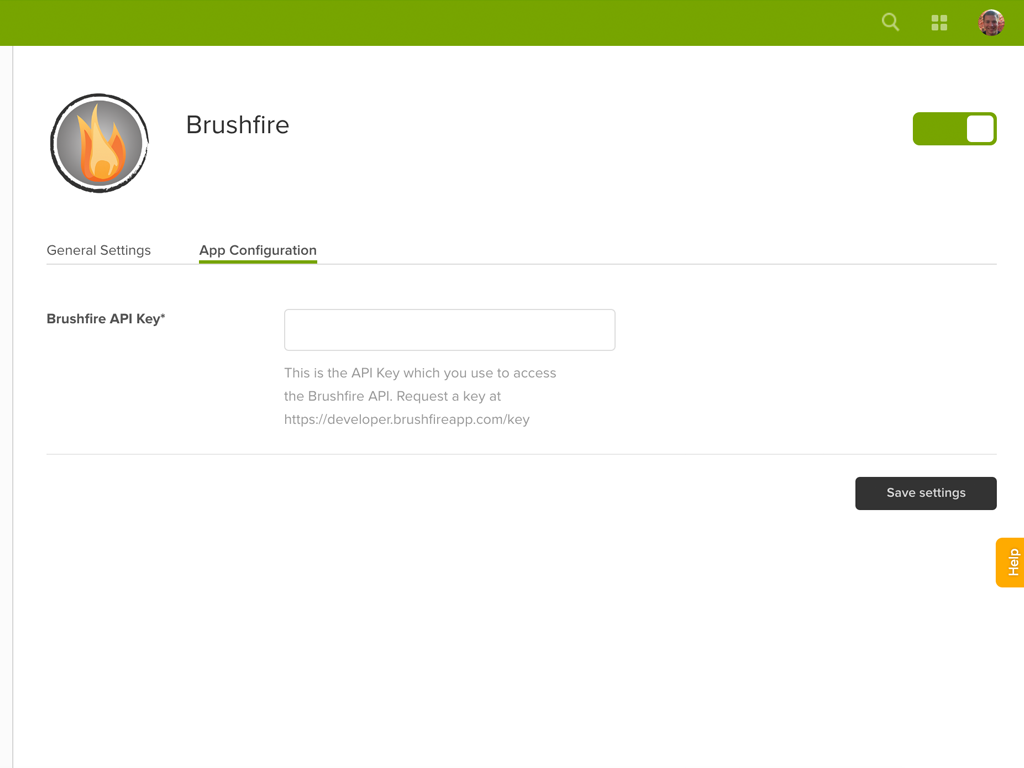 Brushfire
General Settings
App Configuration
Brushfire API Key*
This is the API Key which you use to access
the Brushfire API. Request a key at
https://developer.brushfireapp.com/key
Save settings
Help